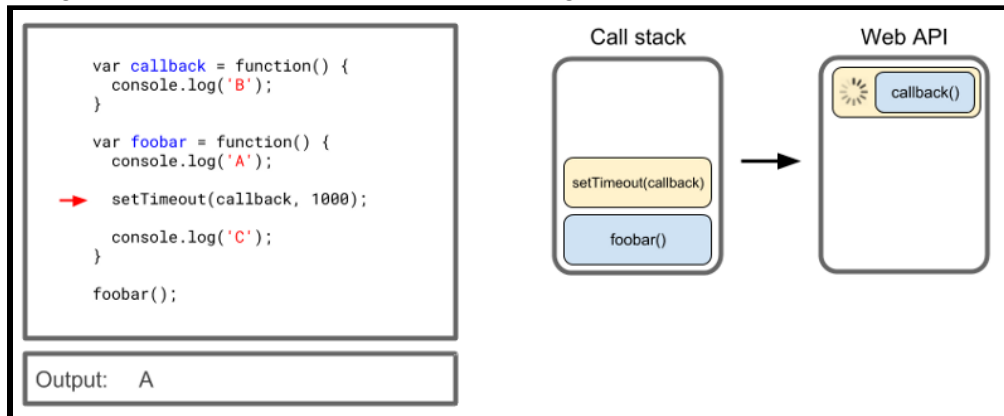 var callback = function() {
console.log('B');
}
var foobar = function() {
console.log('A');
setTimeout(callback, 1000);
console.log('C');
}
foobar();
Output: A
Call stack
setTimeout(callback)
foobar()
Web API
callback()